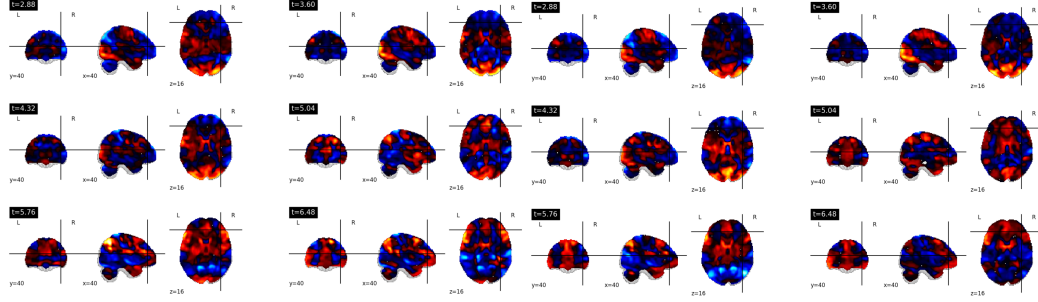 t=2.88
L R L R
y=40 x=40 z=16
t=3.60
L R L R
y=40 x=40 z=16
t=2.88
L R L R
y=40 x=40 z=16
t=3.60
L R L R
y=40 x=40 z=16
t=4.32
L R L R
y=40 x=40 z=16
t=5.04
L R L R
y=40 x=40 z=16
t=4.32
L R L R
y=40 x=40 z=16
t=5.04
L R L R
y=40 x=40 z=16
t=5.76
L R L R
y=40 x=40 z=16
t=6.48
L R L R
y=40 x=40 z=16
t=5.76
L R L R
y=40 x=40 z=16
t=6.48
L R L R
y=40 x=40 z=16